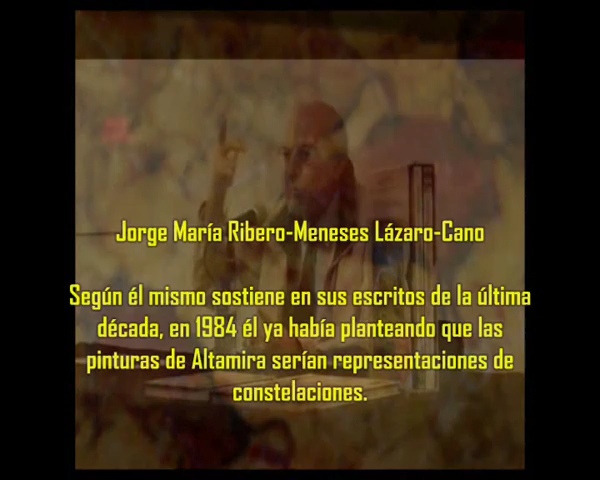 Jorge María Ribero-Meneses Lázaro-Cano
Según él mismo sostiene en sus escritos de la última
década, en 1984 él ya había planteando que las
pinturas de Altamira serían representaciones de
constelaciones.